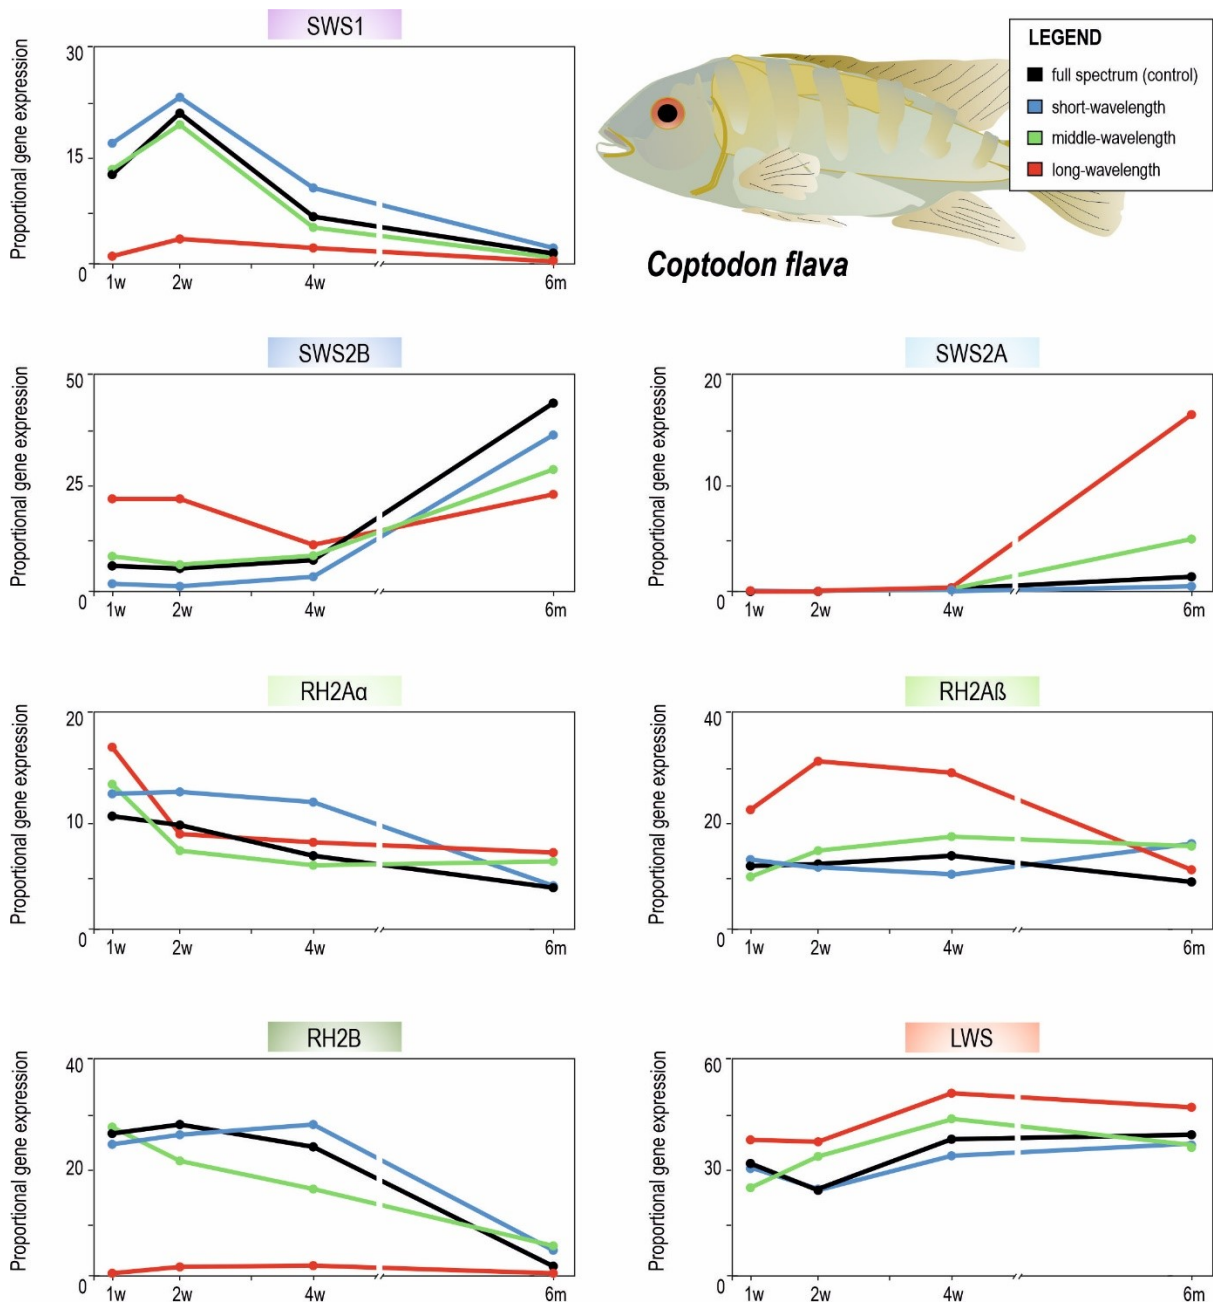 SWS1
Proportional gene expression
30
15
0
1w 2w 4w 6m
LEGEND
full spectrum (control)
short-wavelength
middle-wavelength
long-wavelength
Coptodon flava
SWS2B
Proportional gene expression
50
25
0
1w 2w 4w 6m
SWS2A
Proportional gene expression
20
10
0
1w 2w 4w 6m
RH2Aα
Proportional gene expression
20
10
0
1w 2w 4w 6m
RH2Aß
Proportional gene expression
40
20
0
1w 2w 4w 6m
RH2B
Proportional gene expression
40
20
0
1w 2w 4w 6m
LWS
Proportional gene expression
60
30
0
1w 2w 4w 6m